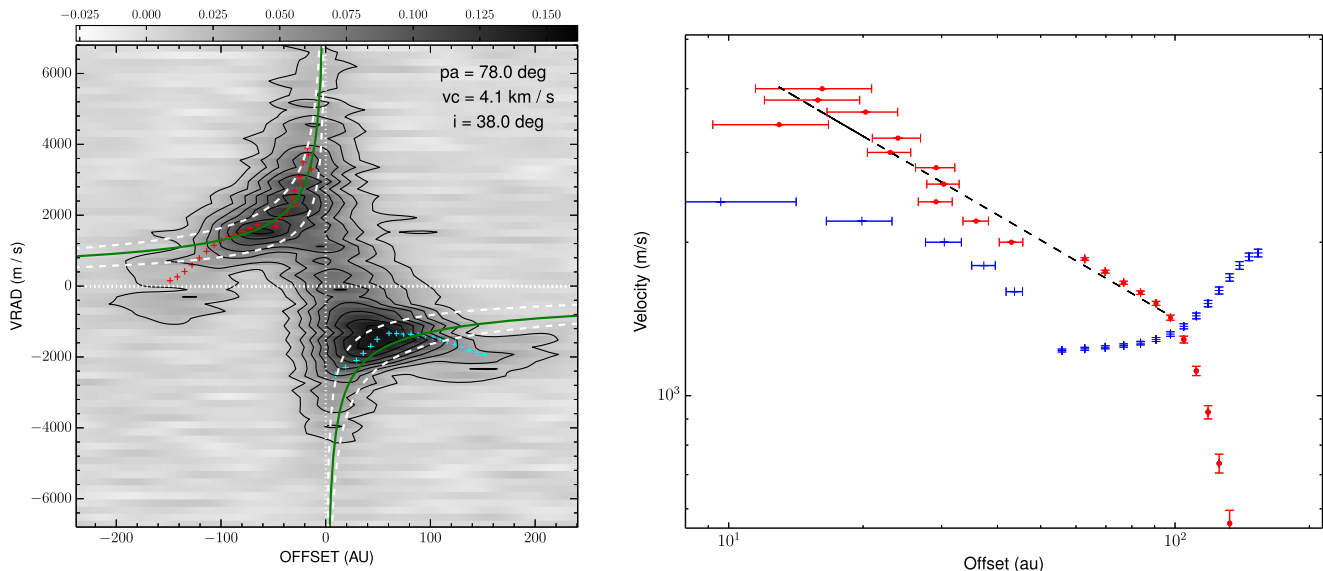 −0.025 0.000 0.025 0.050 0.075 0.100 0.125 0.150
6000
4000
2000
0
−2000
−4000
−6000
VRAD (m / s)
pa = 78.0 deg
vc = 4.1 km / s
i = 38.0 deg
−200 −100 0 100 200
OFFSET (AU)
Velocity (m/s)
10³
10¹ 10²
Offset (au)